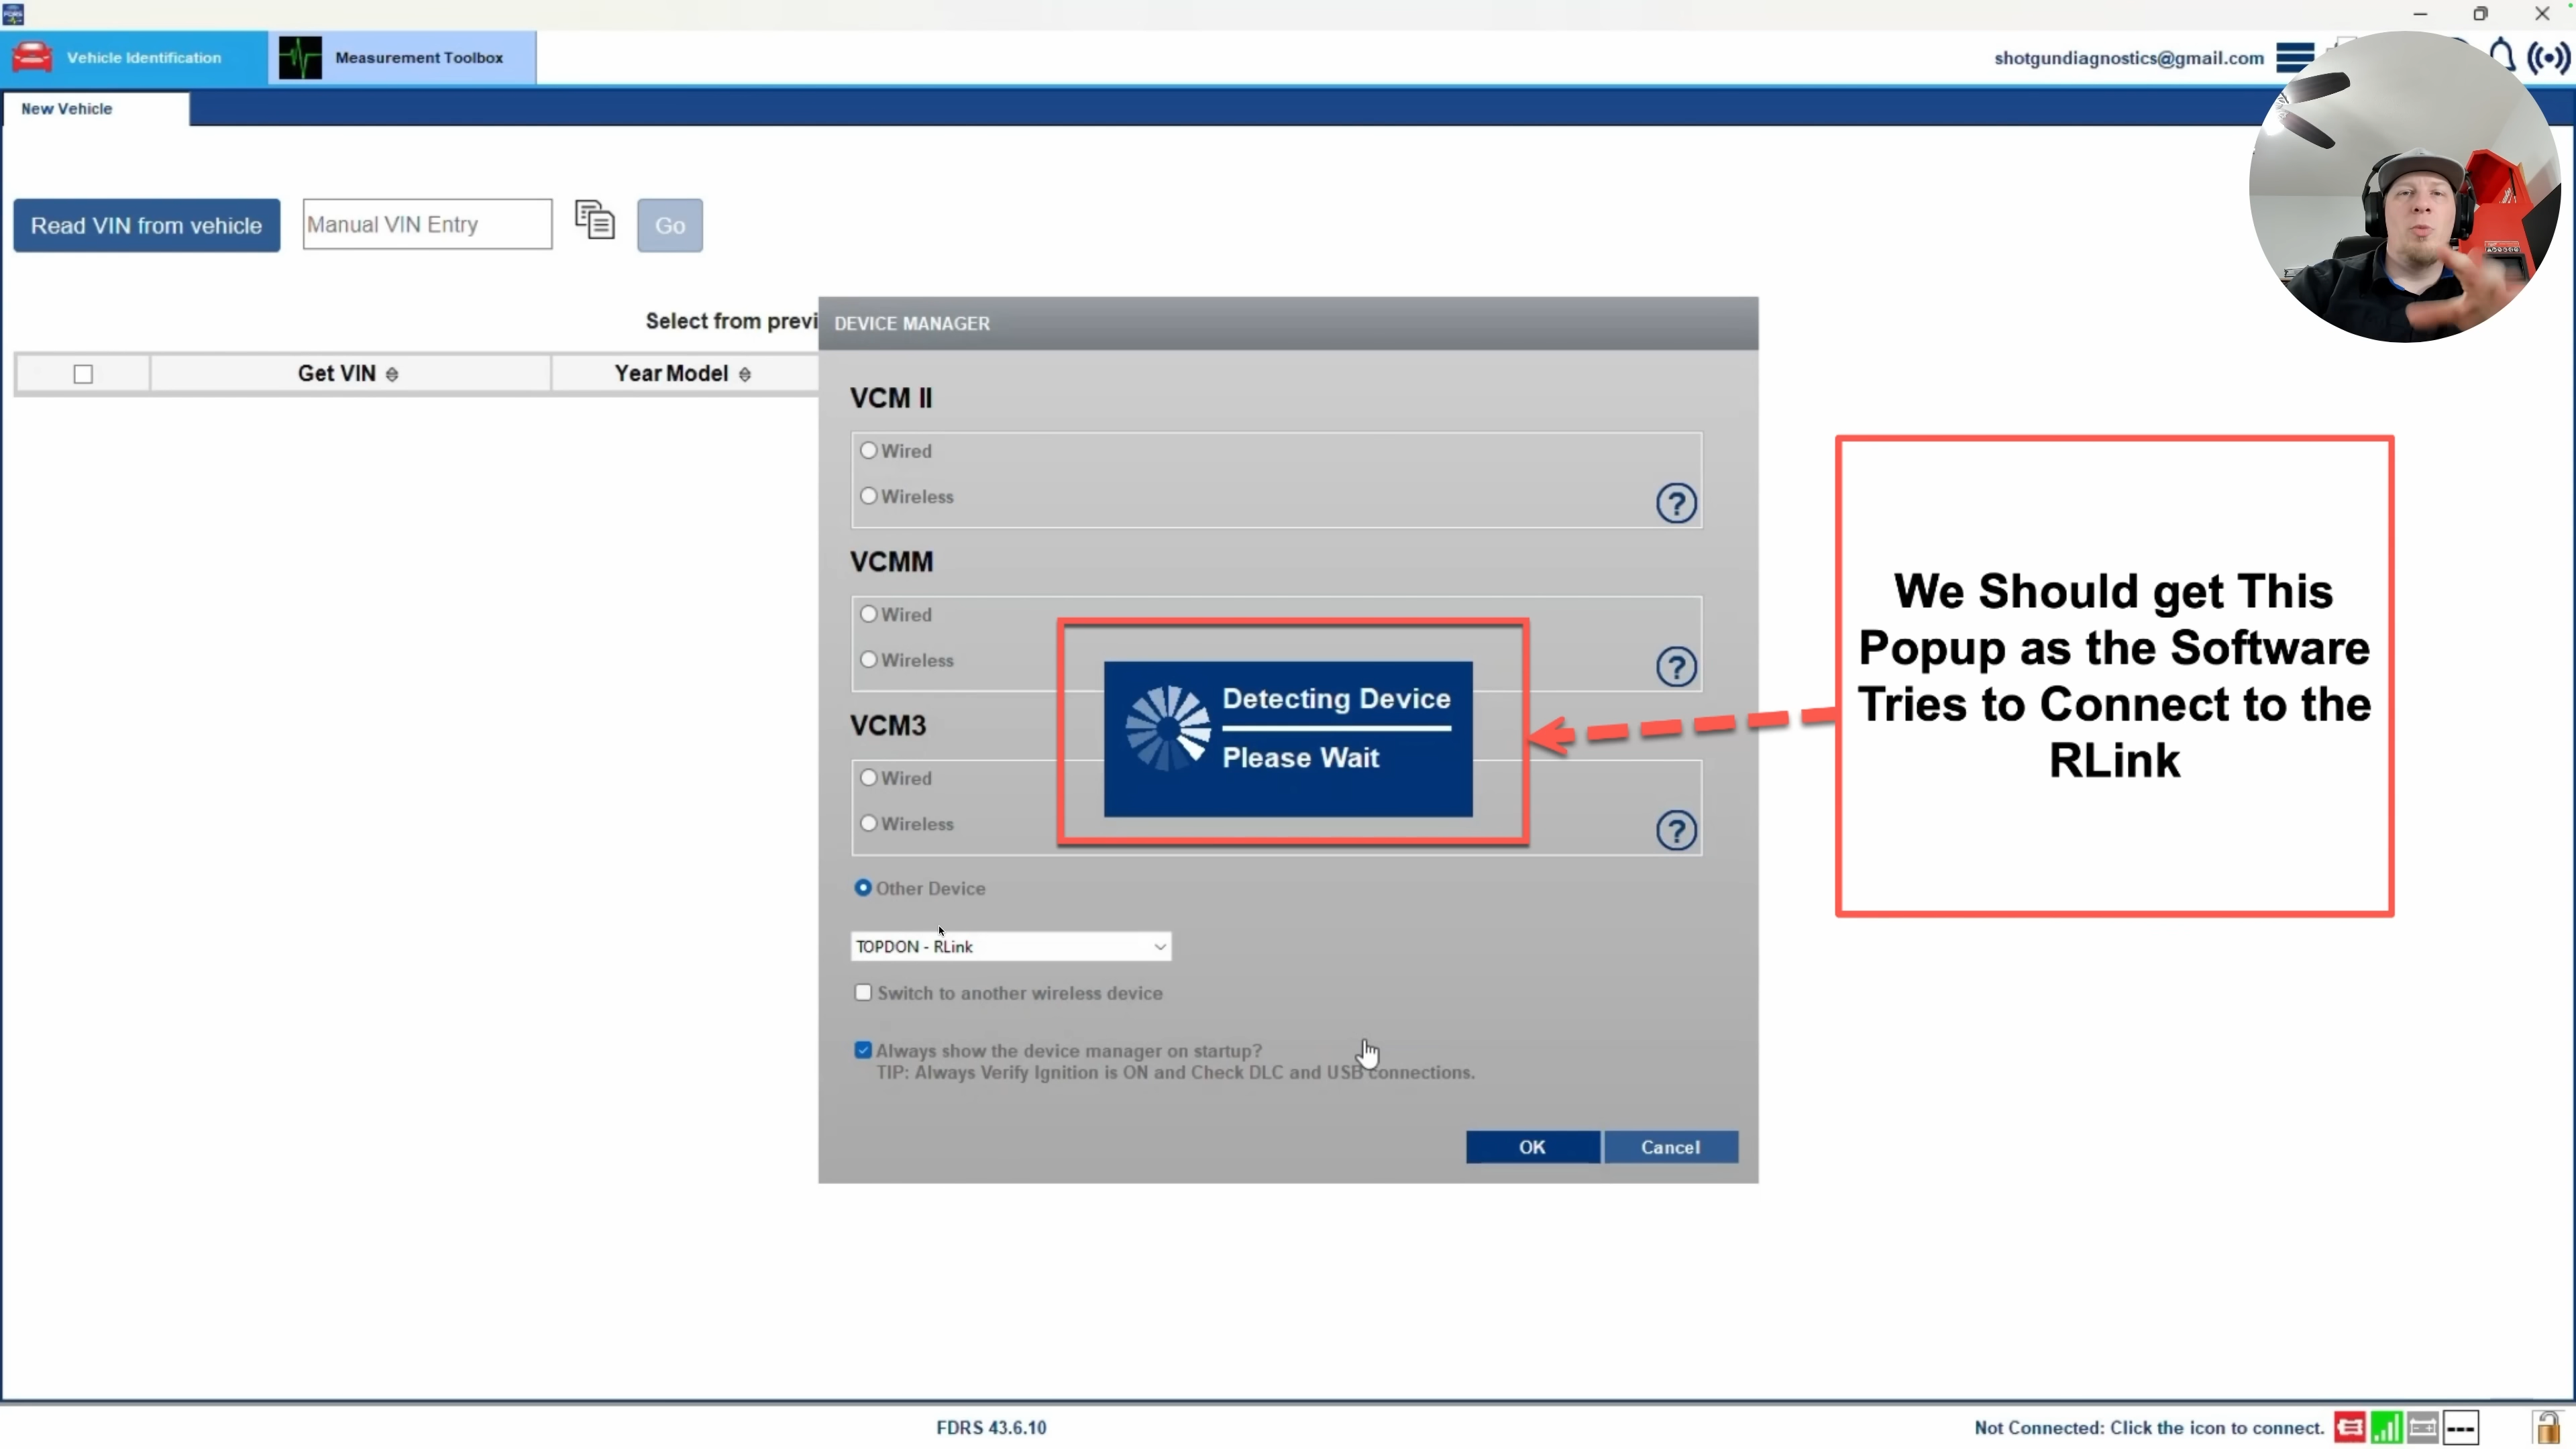 FDRS
Vehicle Identification
Measurement Toolbox
shotgundiagnostics@gmail.com
New Vehicle
Read VIN from vehicle
Manual VIN Entry
Go
Select from previ
Get VIN
Year Model
DEVICE MANAGER
VCM II
Wired
Wireless
?
VCMM
Wired
Wireless
?
VCM3
Wired
Wireless
?
Detecting Device
Please Wait
Other Device
TOPDON - RLink
Switch to another wireless device
Always show the device manager on startup?
TIP: Always Verify Ignition is ON and Check DLC and USB connections.
OK
Cancel
We Should get This
Popup as the Software
Tries to Connect to the
RLink
FDRS 43.6.10
Not Connected: Click the icon to connect.
---